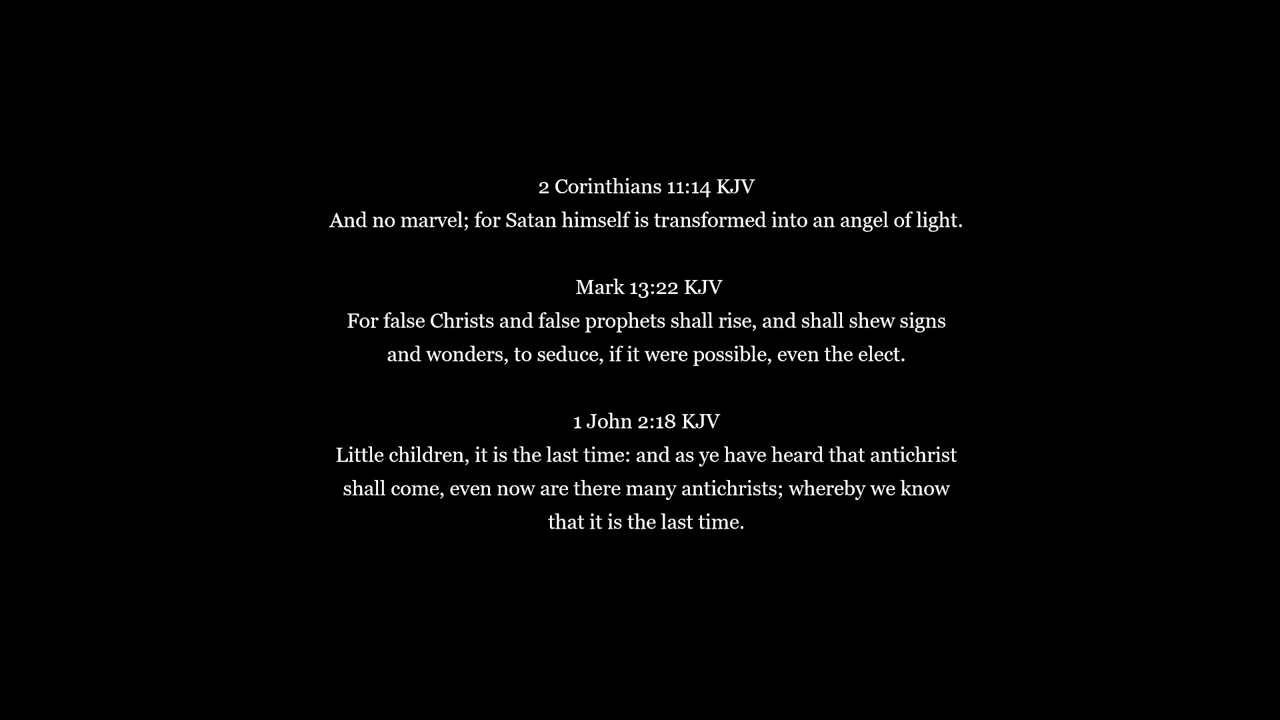 2 Corinthians 11:14 KJV
And no marvel; for Satan himself is transformed into an angel of light.
Mark 13:22 KJV
For false Christs and false prophets shall rise, and shall shew signs
and wonders, to seduce, if it were possible, even the elect.
1 John 2:18 KJV
Little children, it is the last time: and as ye have heard that antichrist
shall come, even now are there many antichrists; whereby we know
that it is the last time.